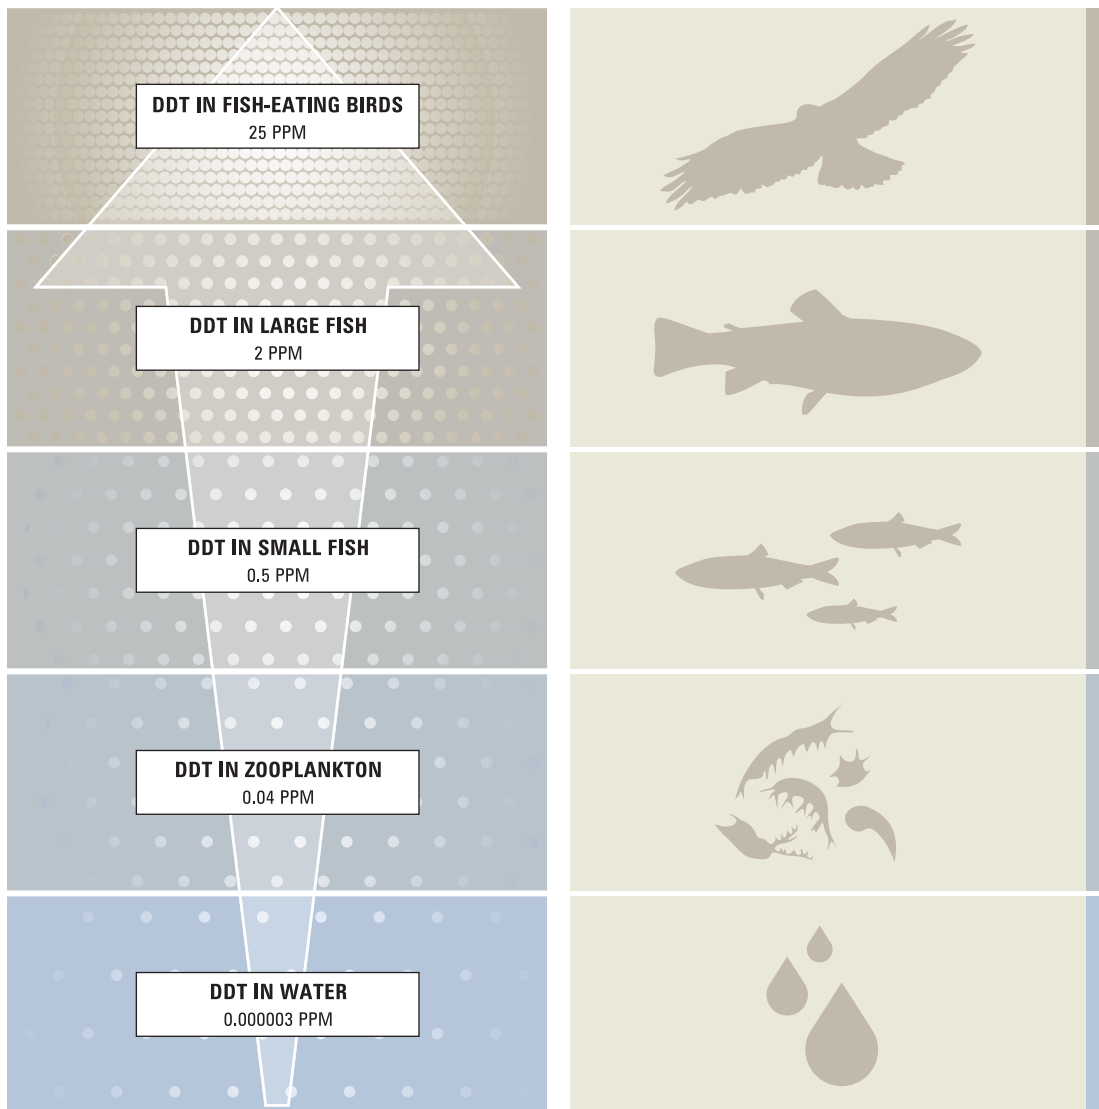 DDT IN FISH-EATING BIRDS
25 PPM
DDT IN LARGE FISH
2 PPM
DDT IN SMALL FISH
0.5 PPM
DDT IN ZOOPLANKTON
0.04 PPM
DDT IN WATER
0.000003 PPM